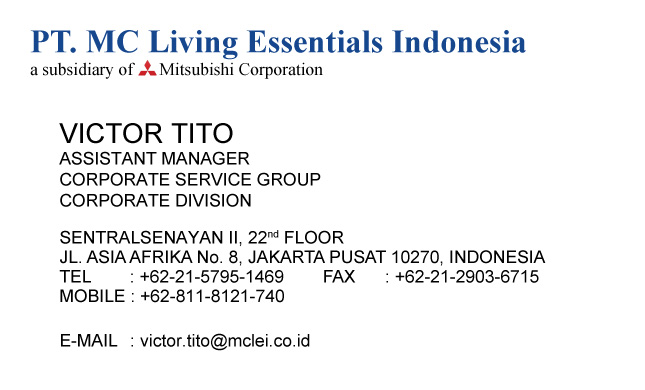 PT. MC Living Essentials Indonesia
a subsidiary of Mitsubishi Corporation
VICTOR TITO
ASSISTANT MANAGER
CORPORATE SERVICE GROUP
CORPORATE DIVISION
SENTRALSENAYAN II, 22nd FLOOR
JL. ASIA AFRIKA No. 8, JAKARTA PUSAT 10270, INDONESIA
TEL : +62-21-5795-1469 FAX : +62-21-2903-6715
MOBILE : +62-811-8121-740
E-MAIL : victor.tito@mclei.co.id